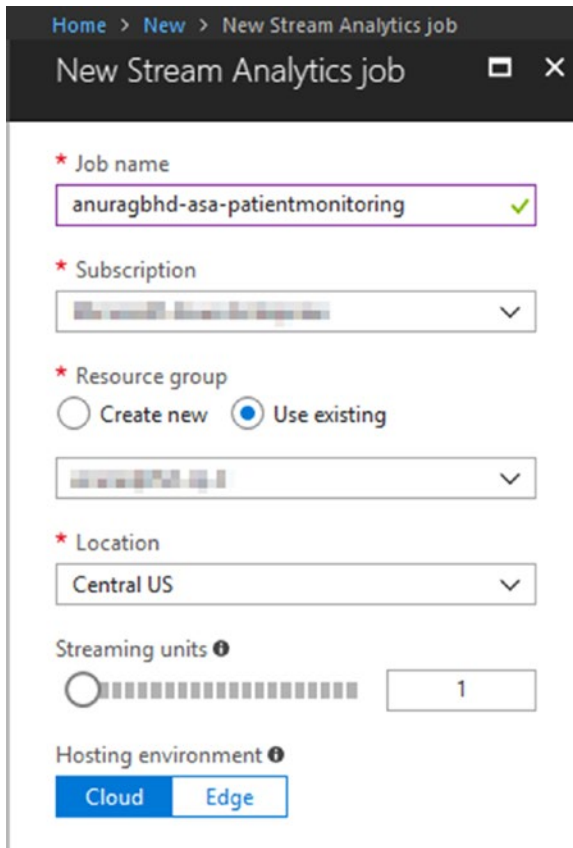 Home > New > New Stream Analytics job
New Stream Analytics job
* Job name
anuragbhd-asa-patientmonitoring
* Subscription
* Resource group
Create new Use existing
* Location
Central US
Streaming units
1
Hosting environment
Cloud Edge